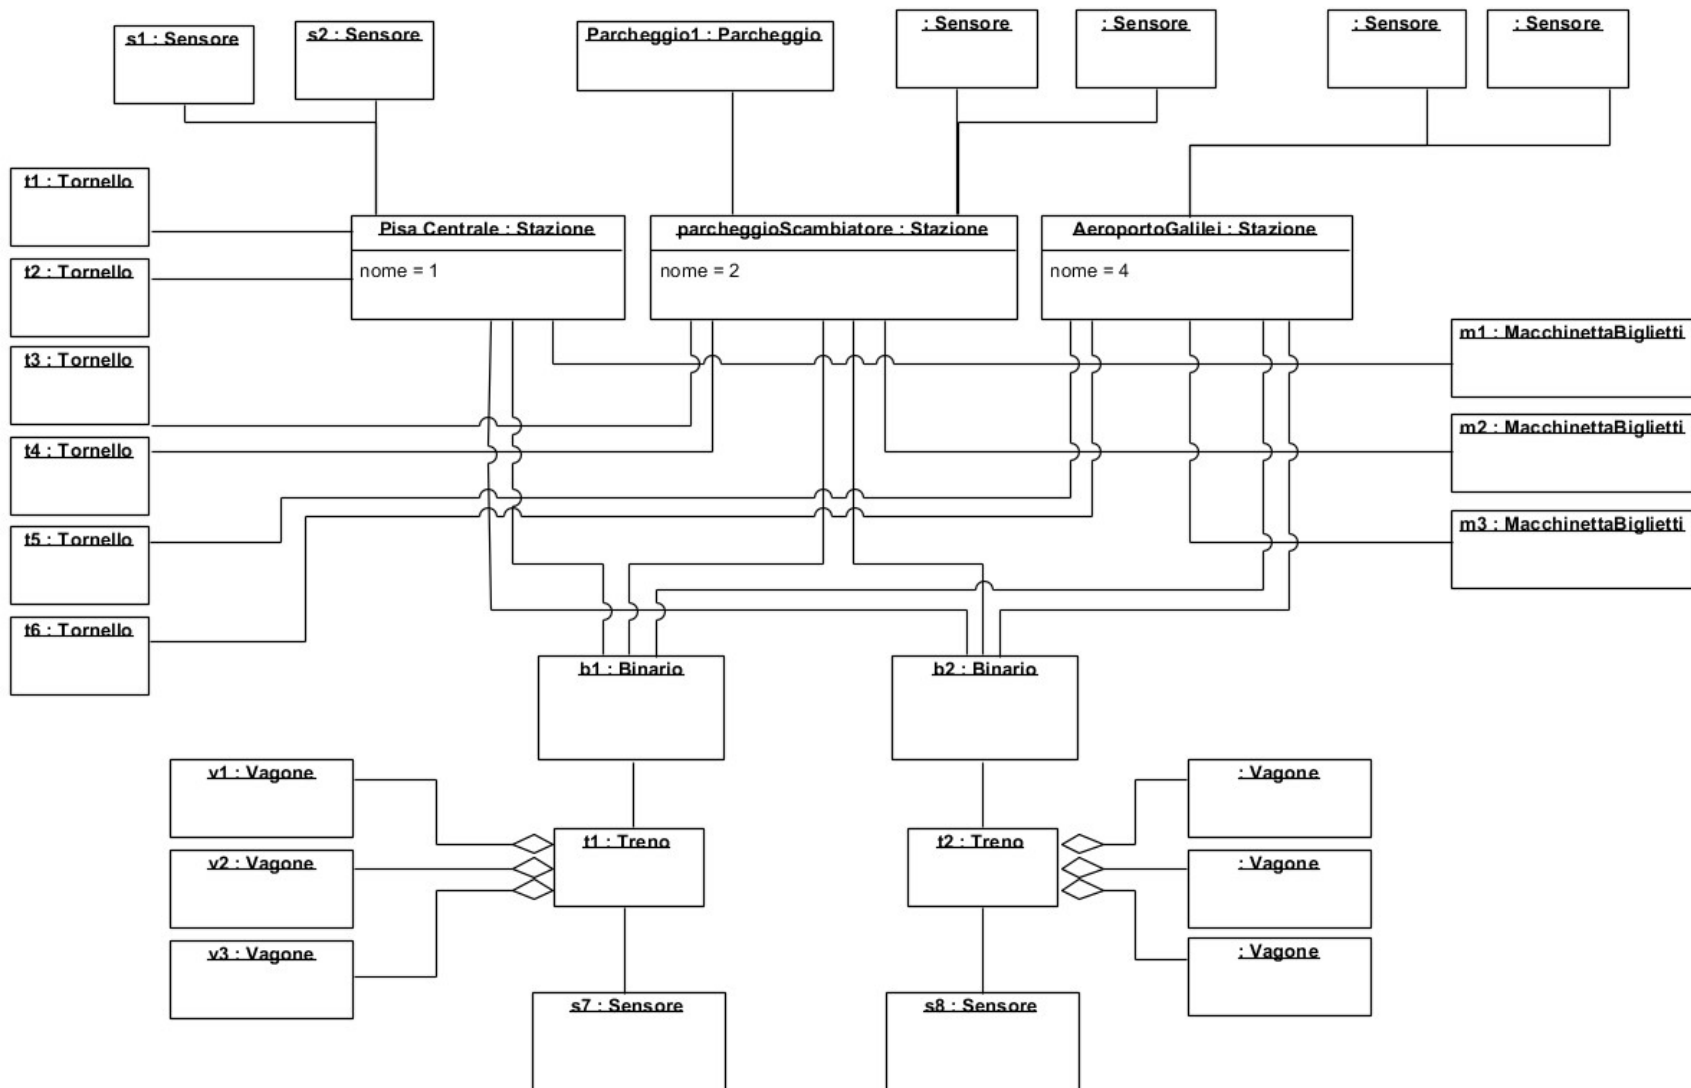 s1 : Sensore
s2 : Sensore
Parcheggio1 : Parcheggio
: Sensore
: Sensore
: Sensore
: Sensore
t1 : Tornello
Pisa Centrale : Stazione
nome = 1
parcheggioScambiatore : Stazione
nome = 2
AeroportoGalilei : Stazione
nome = 4
t2 : Tornello
t3 : Tornello
t4 : Tornello
t5 : Tornello
t6 : Tornello
m1 : MacchinettaBiglietti
m2 : MacchinettaBiglietti
m3 : MacchinettaBiglietti
b1 : Binario
b2 : Binario
v1 : Vagone
v2 : Vagone
v3 : Vagone
t1 : Treno
t2 : Treno
: Vagone
: Vagone
: Vagone
s7 : Sensore
s8 : Sensore